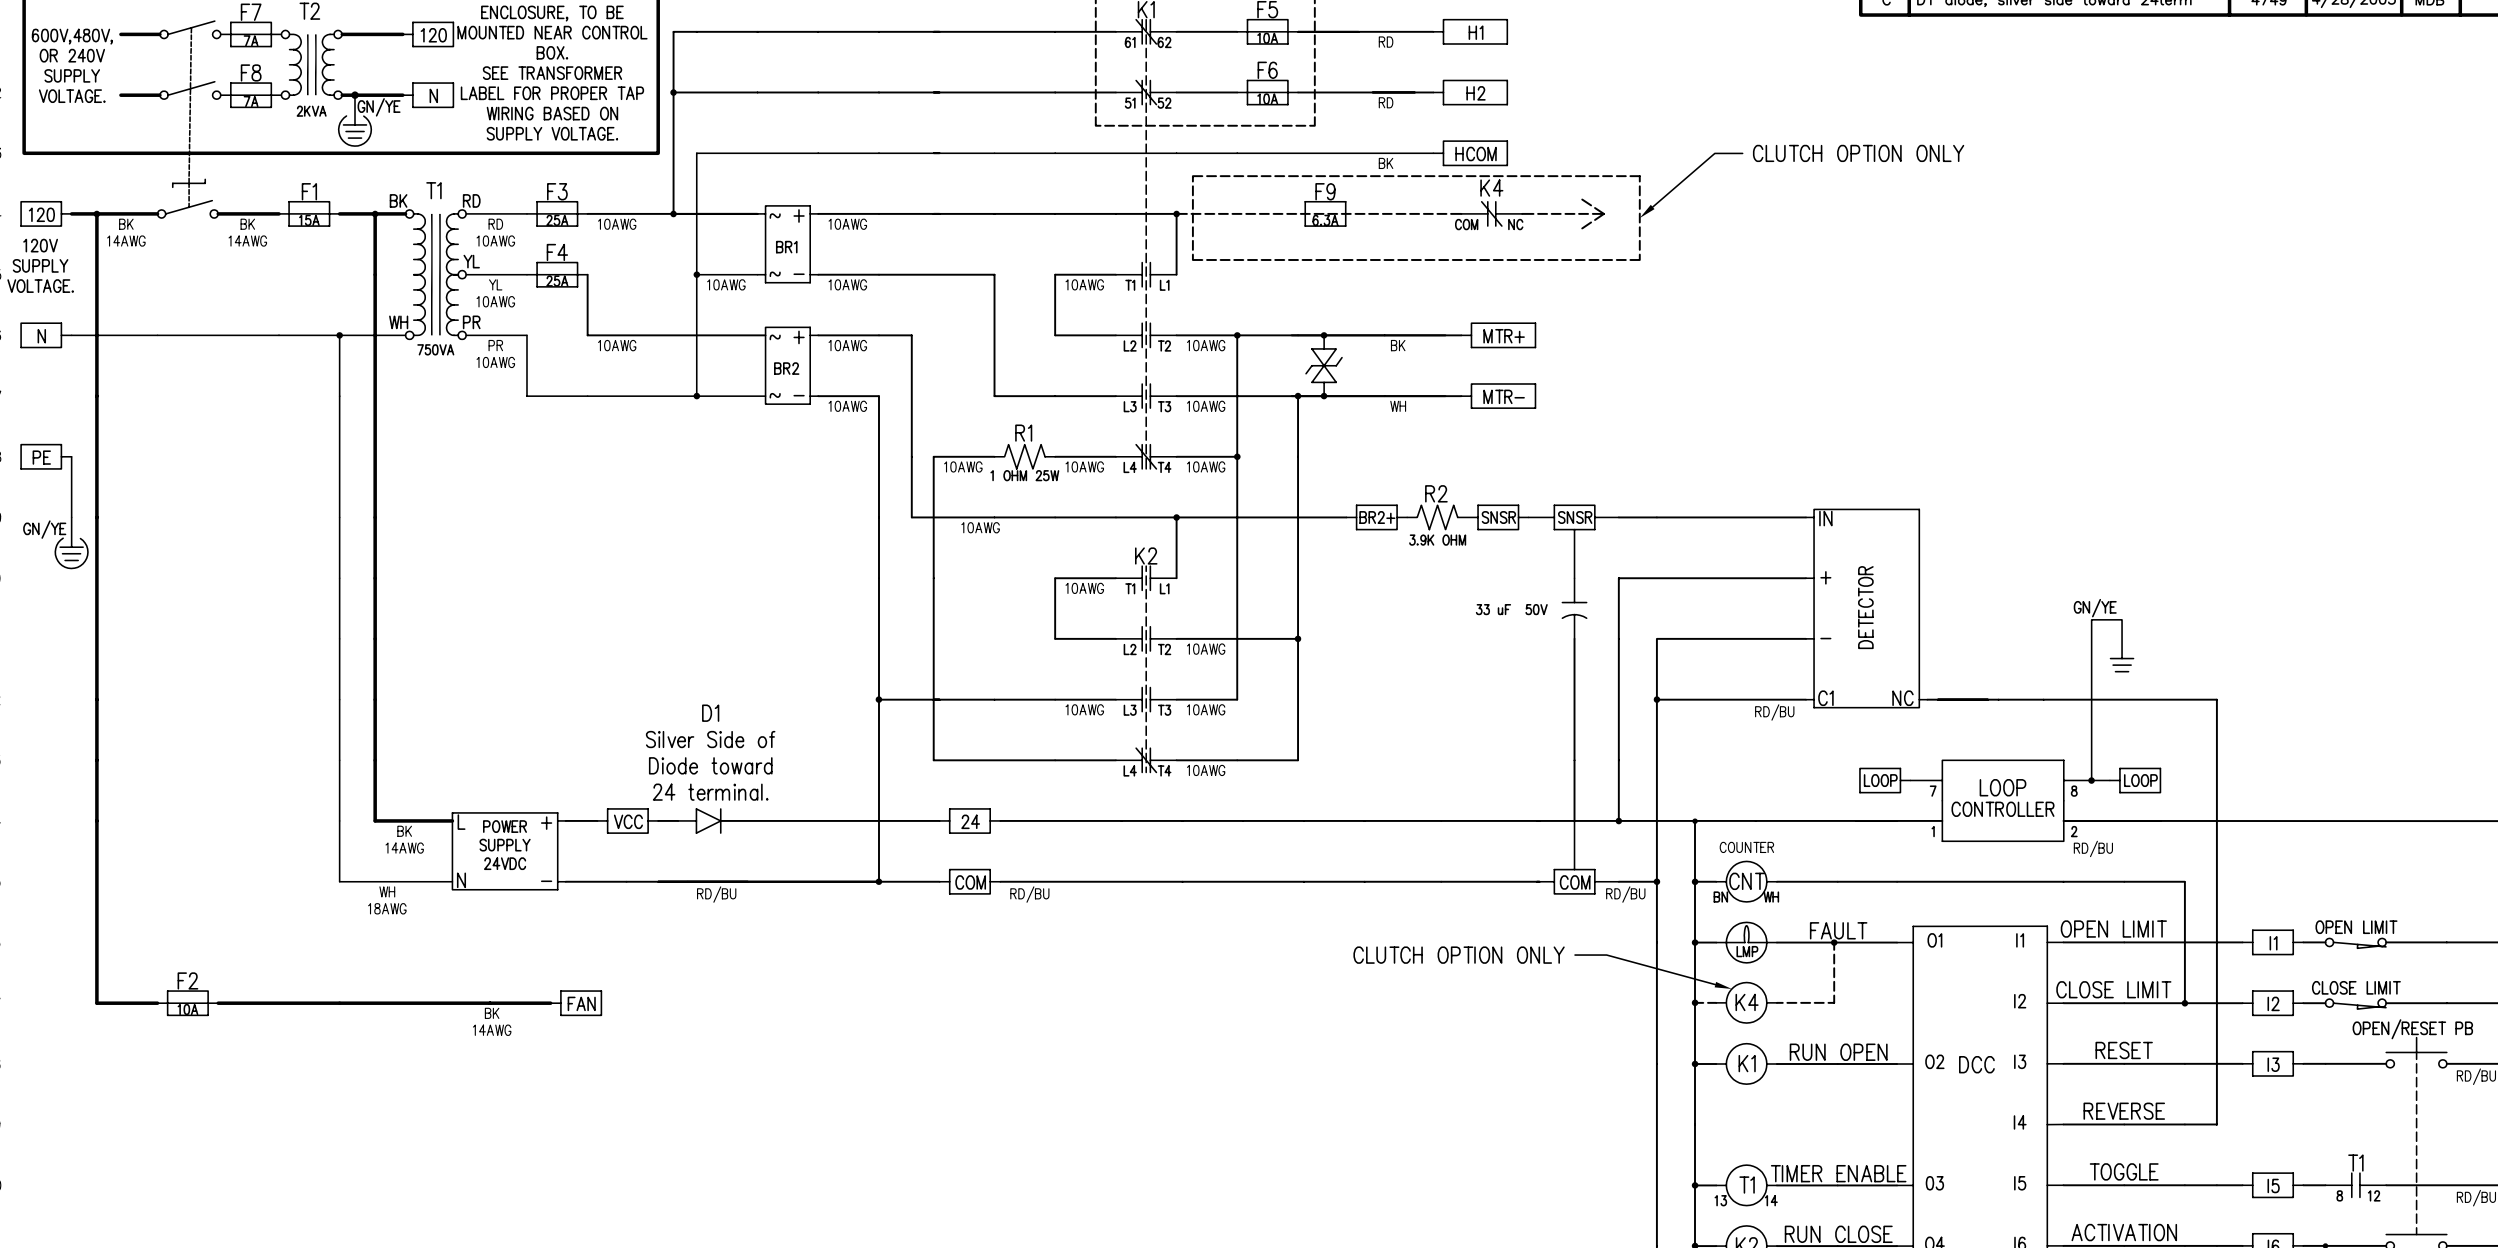 C D1 diode, silver side toward 24term 4749 4/28/2005 MDB
600V,480V,
OR 240V
SUPPLY
VOLTAGE.
F7
7A
F8
7A
T2
2KVA
120
N
GN/YE
ENCLOSURE, TO BE
MOUNTED NEAR CONTROL
BOX.
SEE TRANSFORMER
LABEL FOR PROPER TAP
WIRING BASED ON
SUPPLY VOLTAGE.
K1
61 62
F5
10A
RD
H1
51 52
F6
10A
RD
H2
BK
HCOM
CLUTCH OPTION ONLY
F9
6.3A
K4
COM NC
120
120V
SUPPLY
VOLTAGE.
BK
14AWG
BK
14AWG
F1
15A
BK
T1
RD
YL
WH
PR
750VA
RD
10AWG
F3
25A
10AWG
YL
10AWG
F4
25A
PR
10AWG
10AWG
10AWG
~ +
BR1
~ −
10AWG
10AWG
~ +
BR2
~ −
10AWG
10AWG
10AWG
T1 L1
L2 T2
10AWG
BK
MTR+
L3 T3
10AWG
WH
MTR−
N
PE
GN/YE
10AWG
R1
1 OHM 25W
10AWG
L4 T4
10AWG
10AWG
BR2+
R2
3.9K OHM
SNSR
SNSR
33 uF 50V
K2
10AWG
T1 L1
L2 T2
10AWG
10AWG
L3 T3
10AWG
L4 T4
10AWG
IN
+
−
C1
NC
DETECTOR
RD/BU
GN/YE
LOOP
7
LOOP
CONTROLLER
8
LOOP
1
2
RD/BU
D1
Silver Side of
Diode toward
24 terminal.
BK
14AWG
WH
18AWG
L
N
POWER
SUPPLY
24VDC
+
−
VCC
24
RD/BU
COM
RD/BU
COM
RD/BU
F2
10A
BK
14AWG
FAN
COUNTER
CNT
BN WH
LMP
FAULT
CLUTCH OPTION ONLY
K4
K1
RUN OPEN
T1
13 14
TIMER ENABLE
K2
RUN CLOSE
O1
O2
O3
O4
DCC
I1
I2
I3
I4
I5
I6
OPEN LIMIT
I1
OPEN LIMIT
CLOSE LIMIT
I2
CLOSE LIMIT
OPEN/RESET PB
RESET
I3
RD/BU
REVERSE
TOGGLE
I5
T1
8 12
RD/BU
ACTIVATION
I6